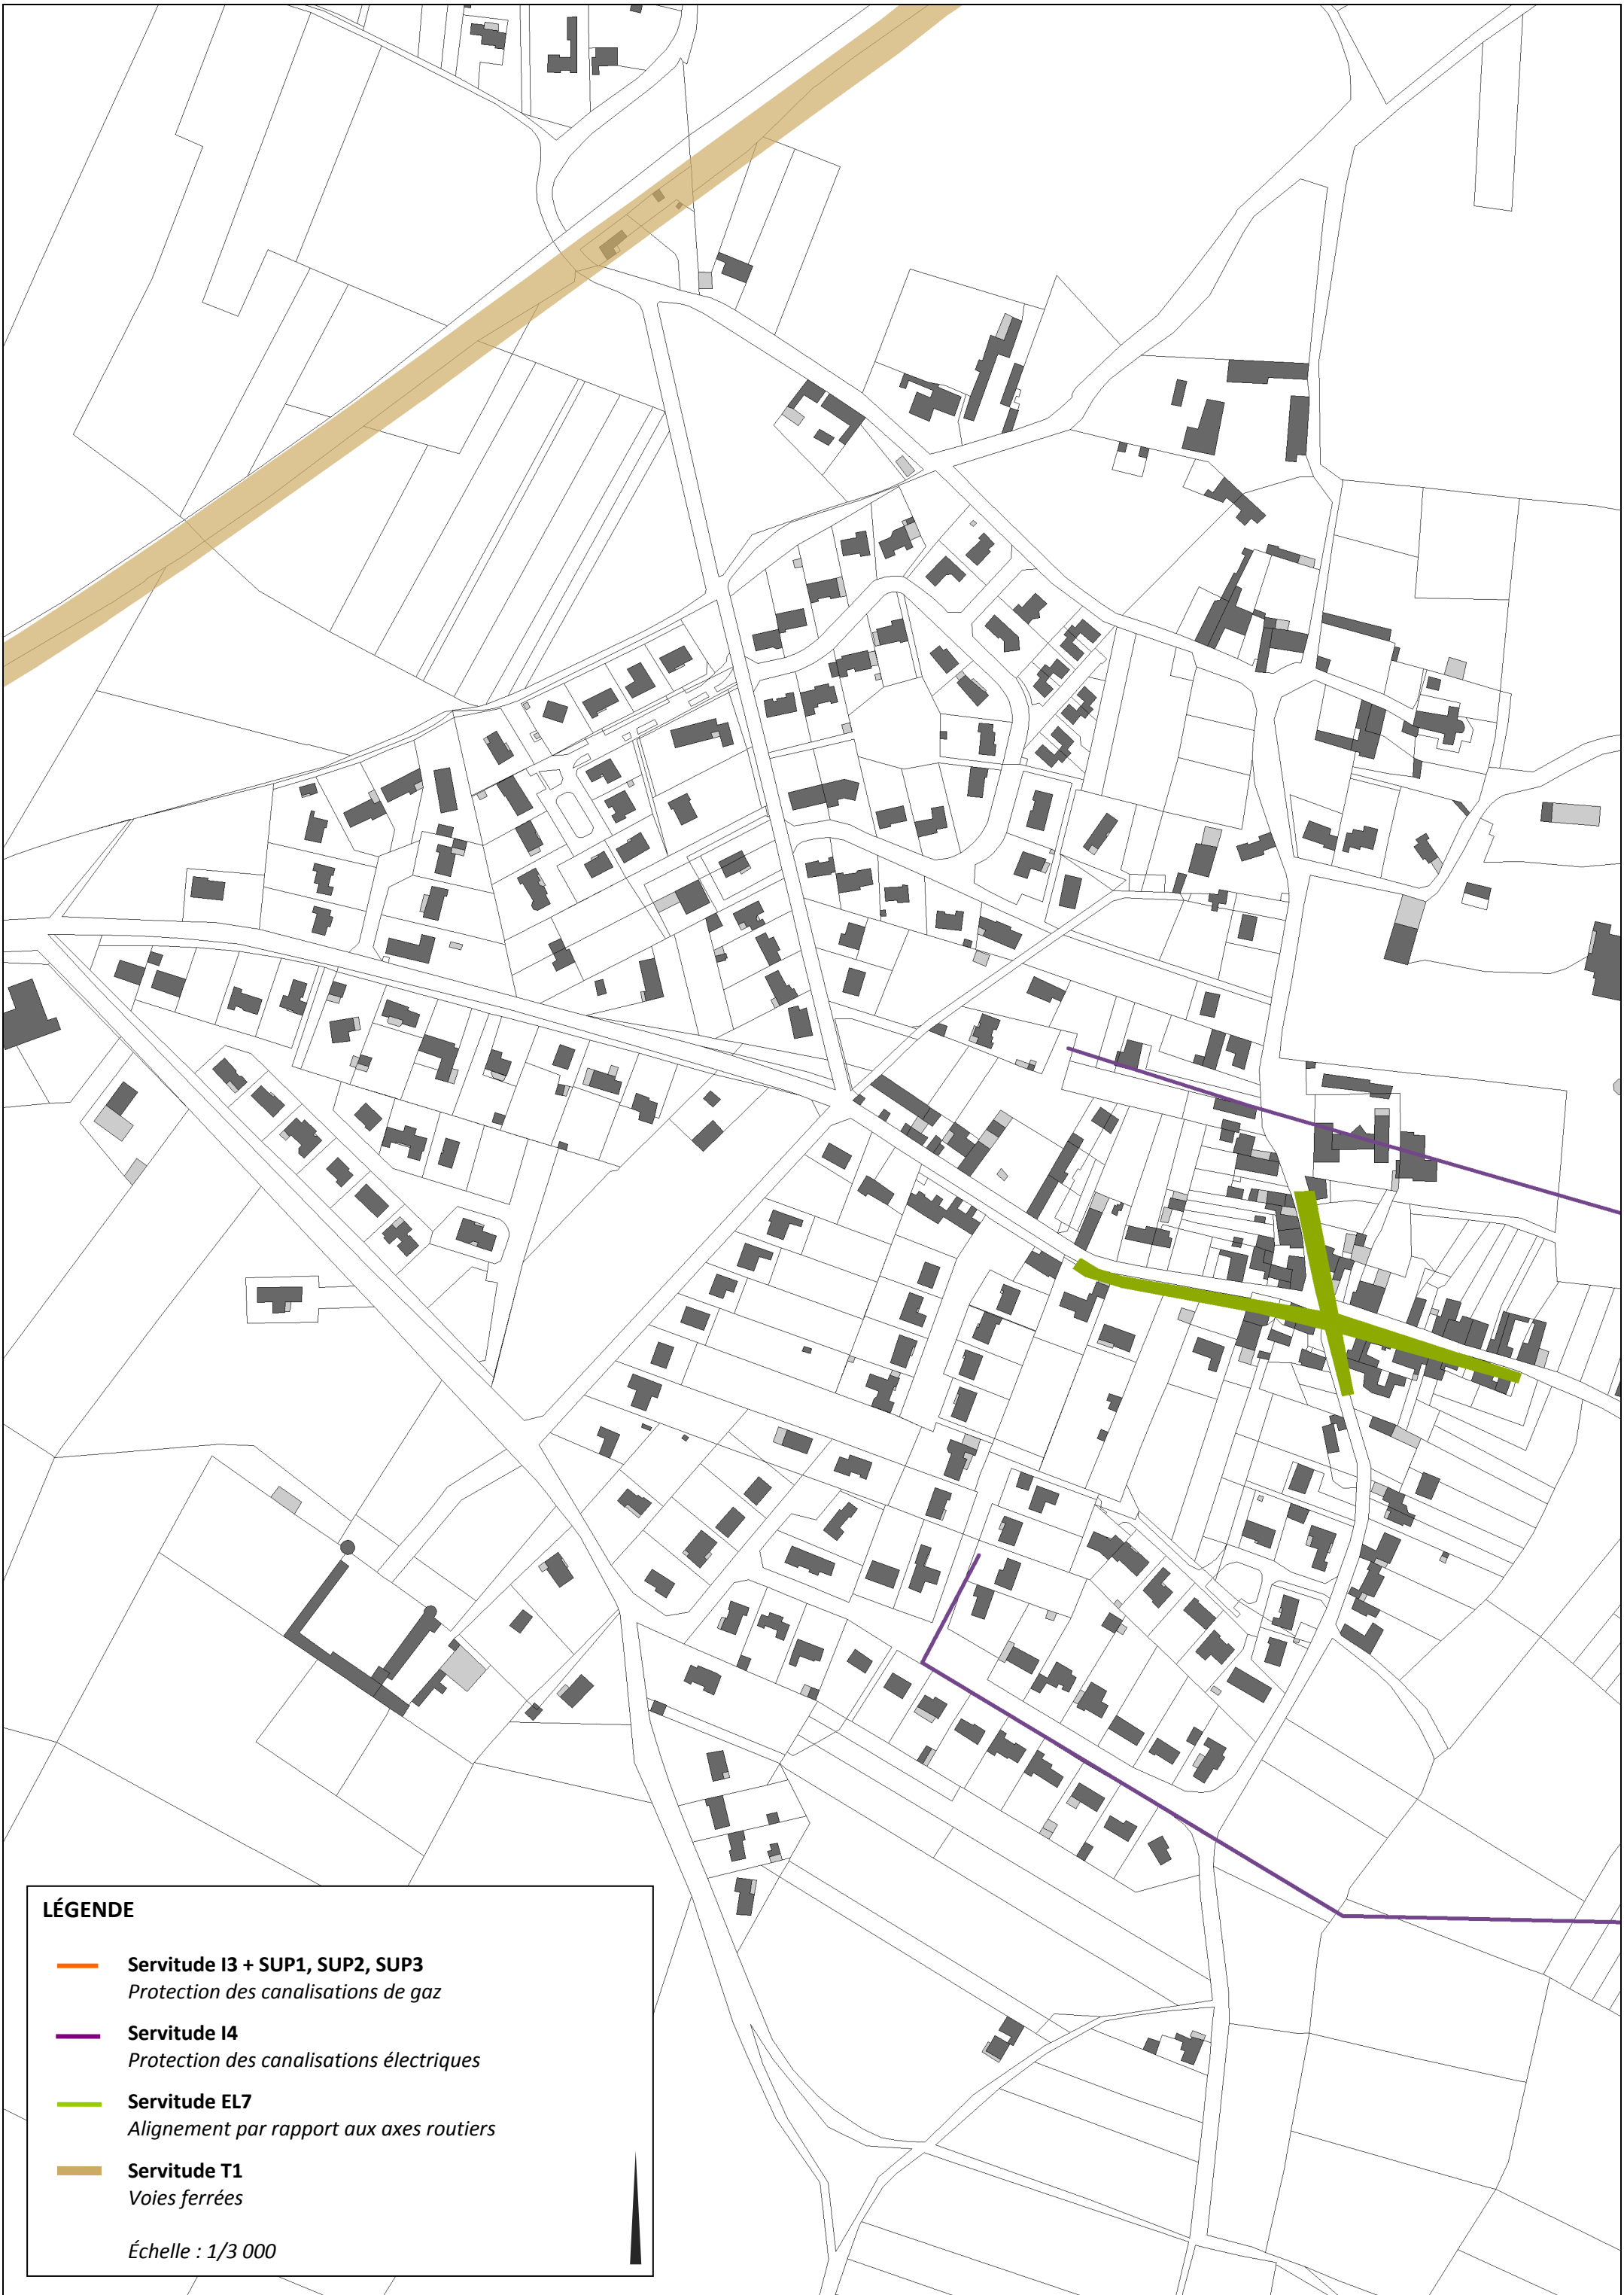 LÉGENDE
Servitude I3 + SUP1, SUP2, SUP3
Protection des canalisations de gaz
Servitude I4
Protection des canalisations électriques
Servitude EL7
Alignement par rapport aux axes routiers
Servitude T1
Voies ferrées
Échelle : 1/3 000